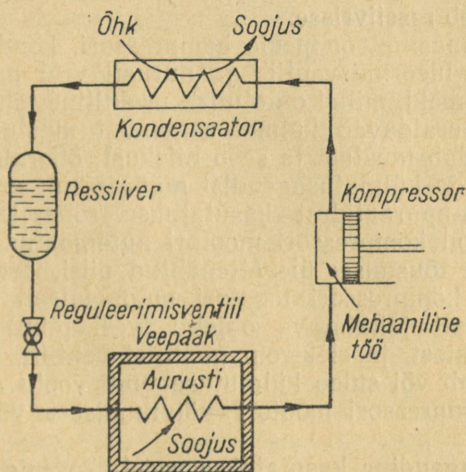 Õhk
Soojus
Kondensaator
Ressiiver
Kompressor
Reguleerimisventiil
Mehaaniline
töö
Veepaak
Aurusti
Soojus